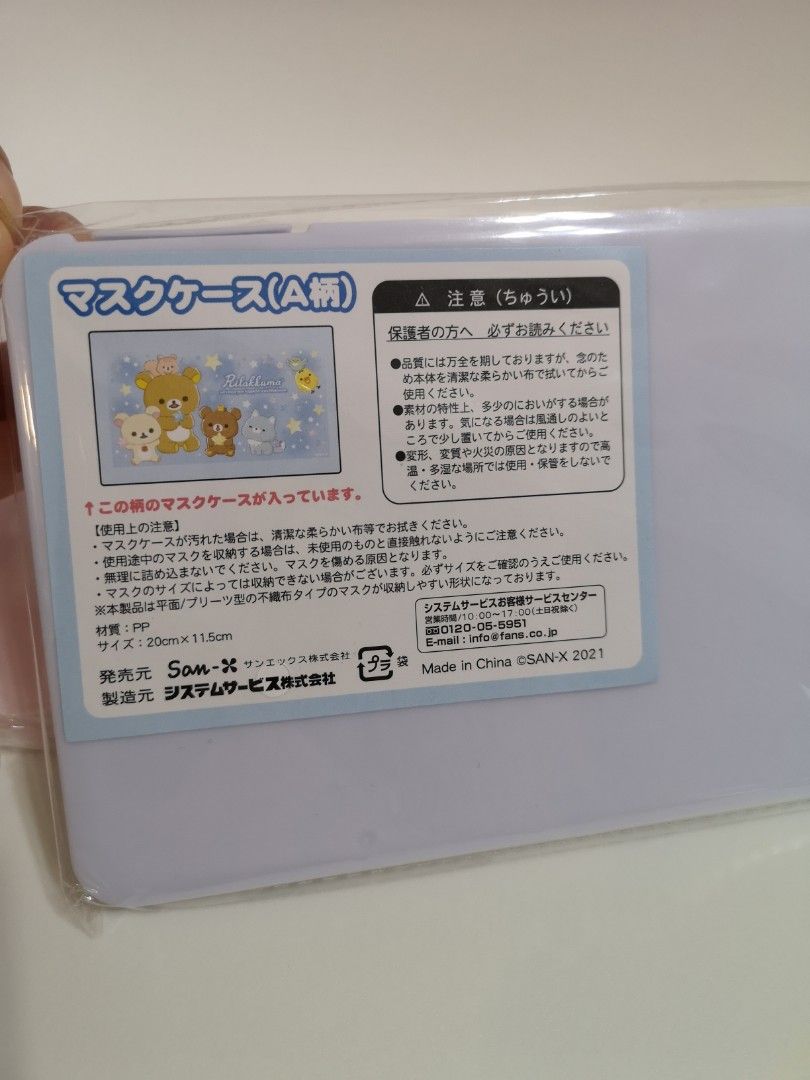 マスクケース(A柄)
Rilakkuma
↑この柄のマスクケースが入っています。
⚠ 注意(ちゅうい)
保護者の方へ 必ずお読みください
●品質には万全を期しておりますが、念のた
め本体を清潔な柔らかい布で拭いてからご
使用ください。
●素材の特性上、多少のにおいがする場合が
あります。気になる場合は風通しのよいと
ころで少し置いてからご使用ください。
●変形、変質や火災の原因となりますので高
温・多湿な場所では使用・保管をしないで
ください。
【使用上の注意】
・マスクケースが汚れた場合は、清潔な柔らかい布等でお拭きください。
・使用途中のマスクを収納する場合は、未使用のものと直接触れないようにご注意ください。
・無理に詰め込まないでください。マスクを傷める原因となります。
・マスクのサイズによっては収納できない場合がございます。必ずサイズをご確認のうえご使用ください。
※本製品は平面/プリーツ型の不織布タイプのマスクが収納しやすい形状になっております。
材質:PP
サイズ:20cm×11.5cm
システムサービスお客様サービスセンター
営業時間/10:00~17:00(土日祝除く)
0120-05-5951
E-mail:info@fans.co.jp
発売元 San-X サンエックス株式会社
製造元 システムサービス株式会社
プラ 袋
Made in China ©SAN-X 2021